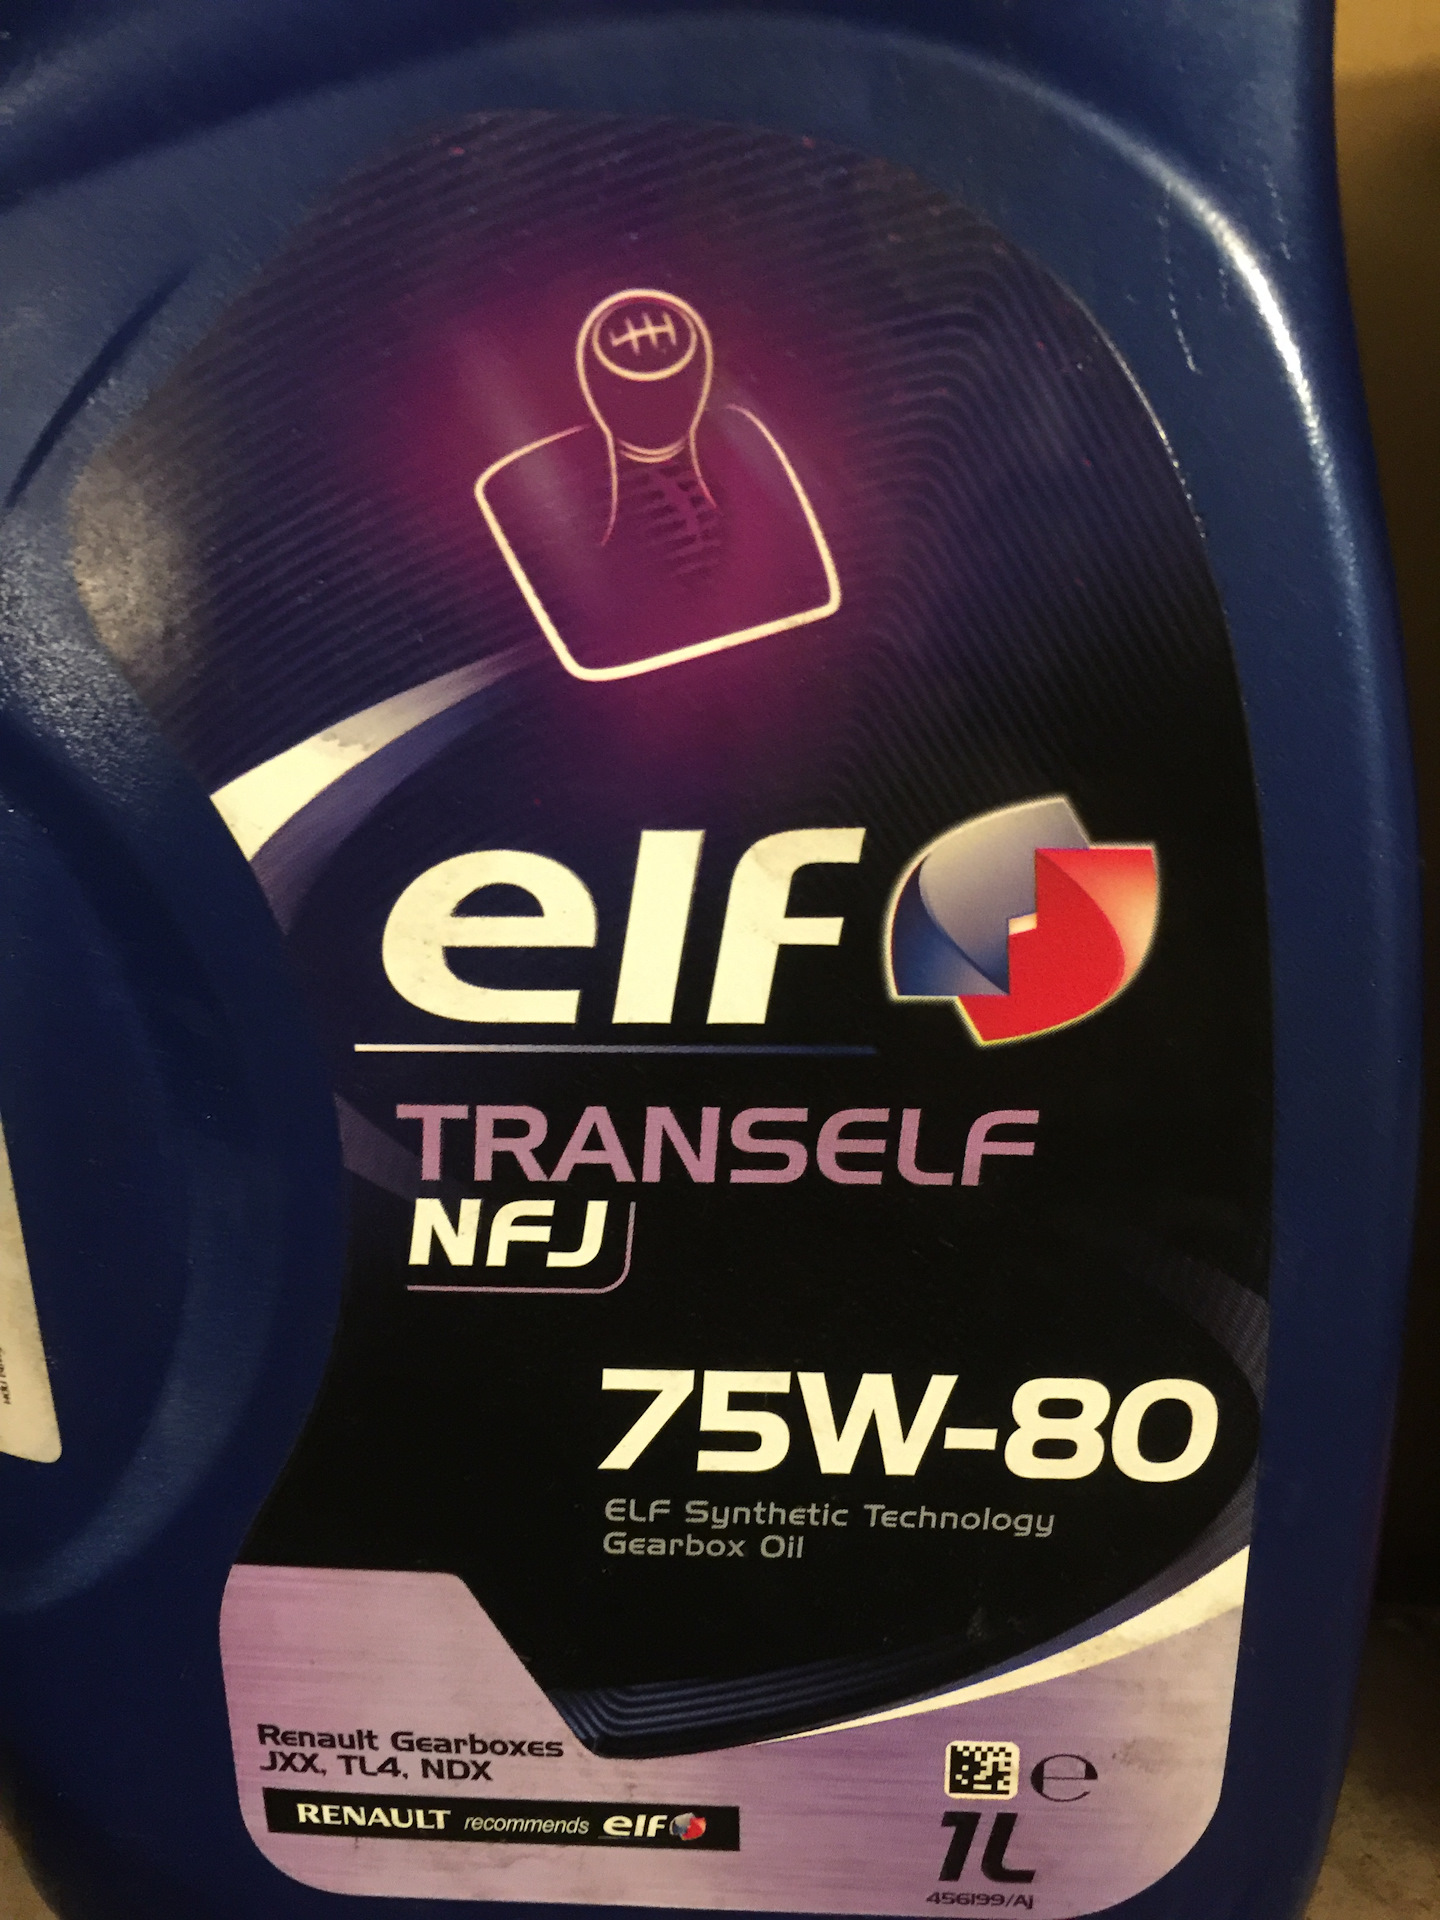 elf
TRANSELF
NFJ
75W-80
ELF Synthetic Technology
Gearbox Oil
Renault Gearboxes
JXX, TL4, NDX
RENAULT recommends elf
e
1L
456199/AJ